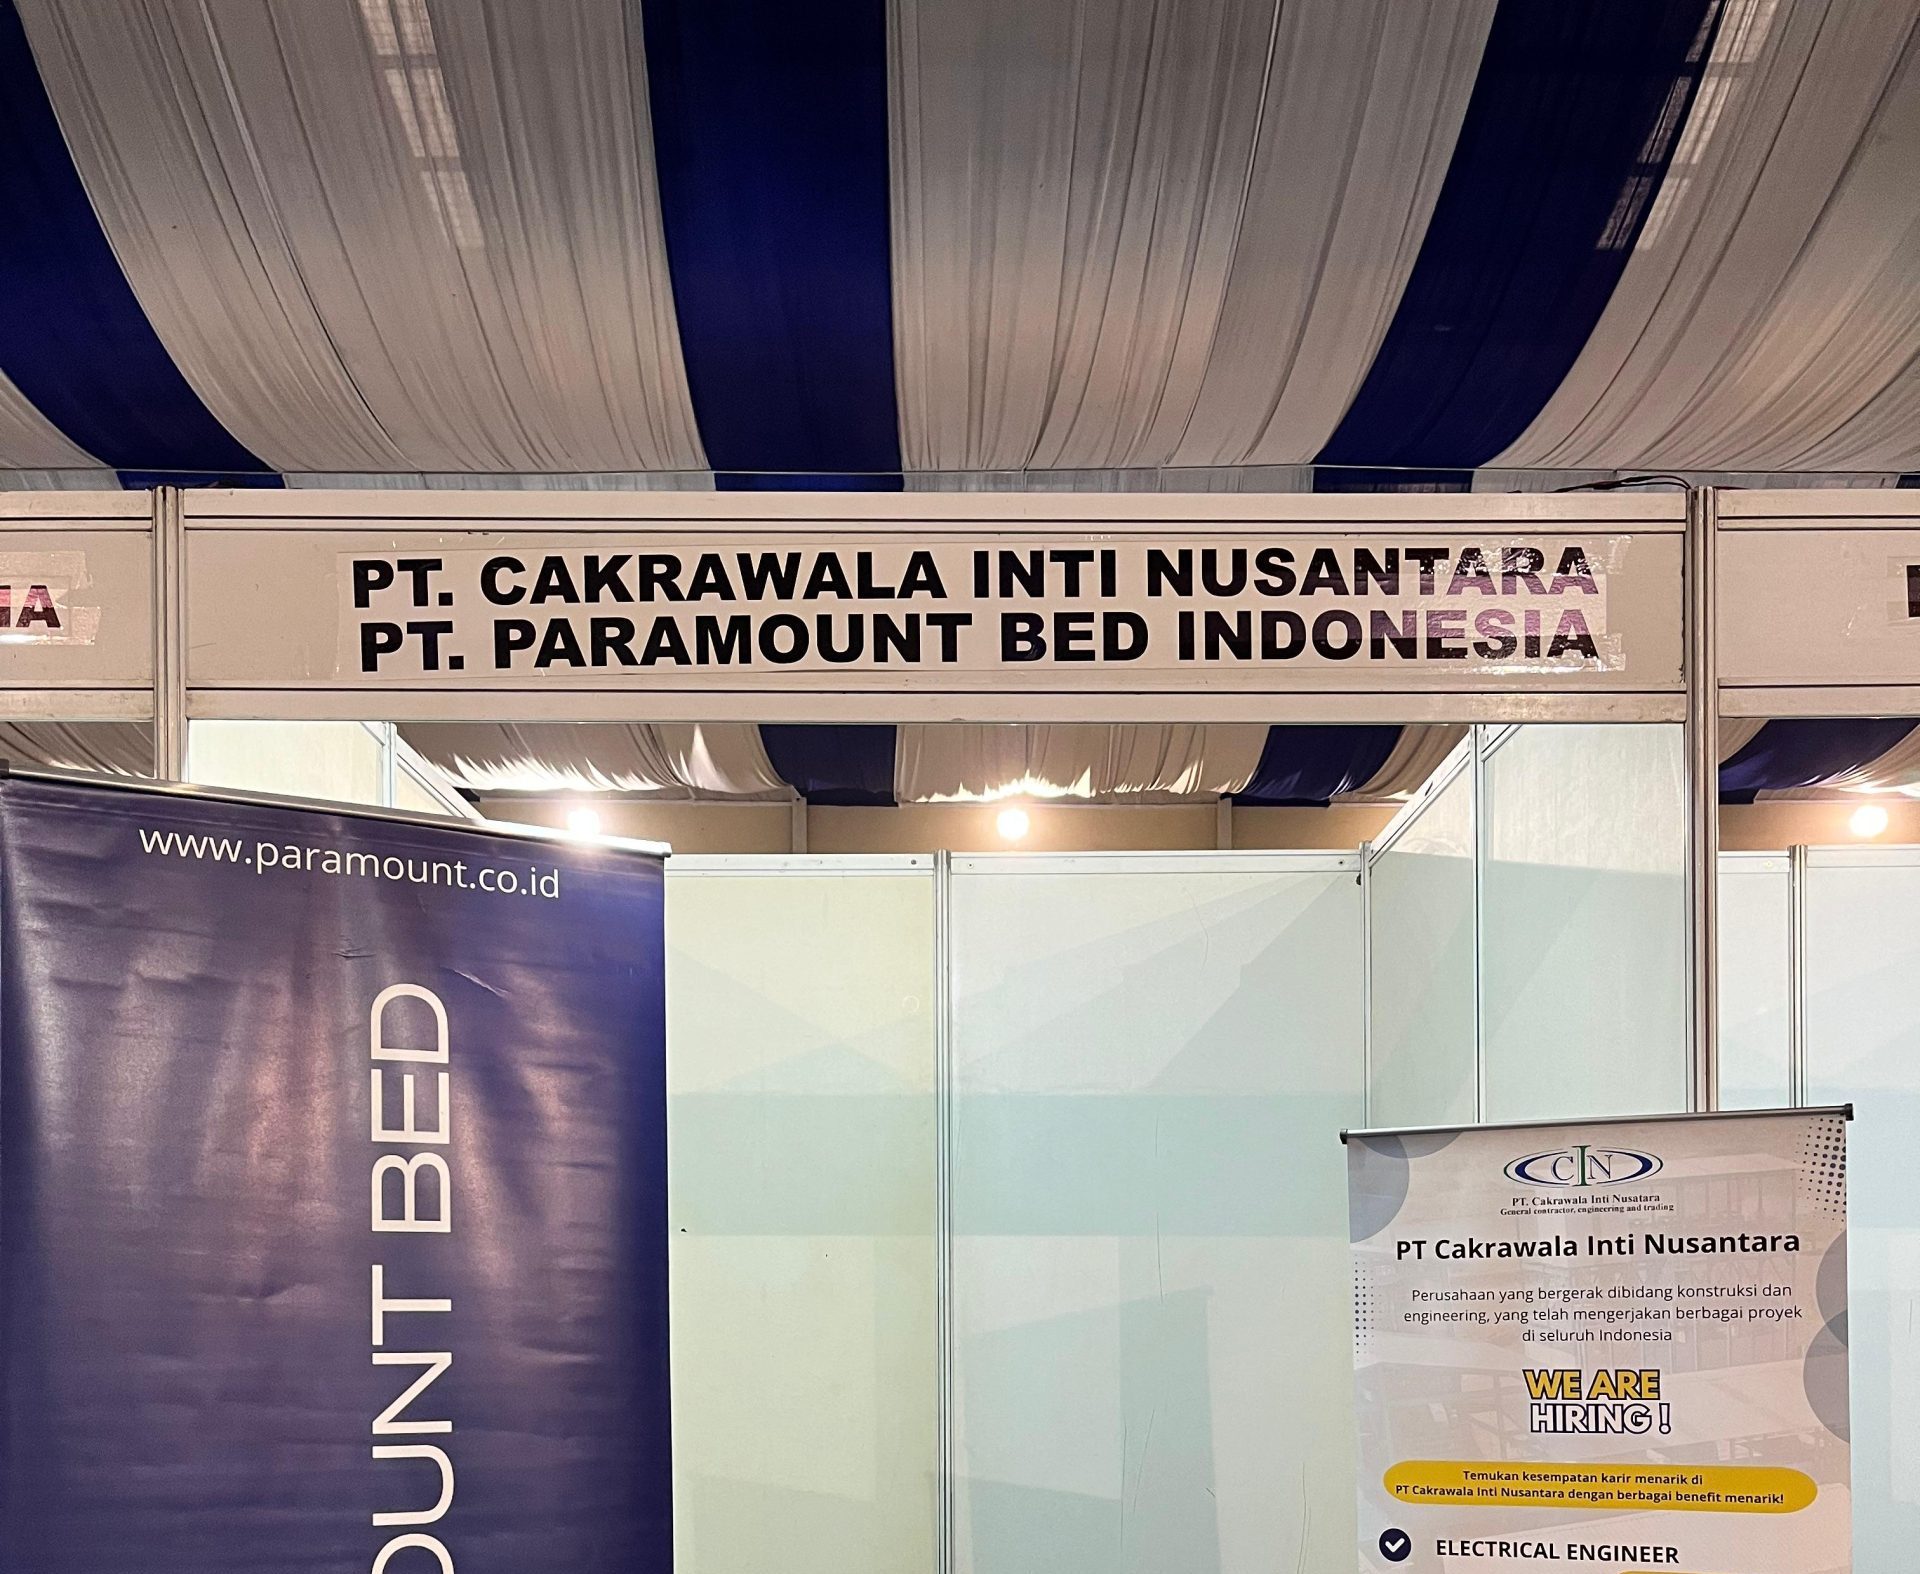 PT. CAKRAWALA INTI NUSANTARA
PT. PARAMOUNT BED INDONESIA
IA
www.paramount.co.id
OUNT BED
CIN
PT. Cakrawala Inti Nusatara
General contractor, engineering and trading
PT Cakrawala Inti Nusantara
Perusahaan yang bergerak dibidang konstruksi dan
engineering, yang telah mengerjakan berbagai proyek
di seluruh Indonesia
WE ARE
HIRING!
Temukan kesempatan karir menarik di
PT Cakrawala Inti Nusantara dengan berbagai benefit menarik!
ELECTRICAL ENGINEER